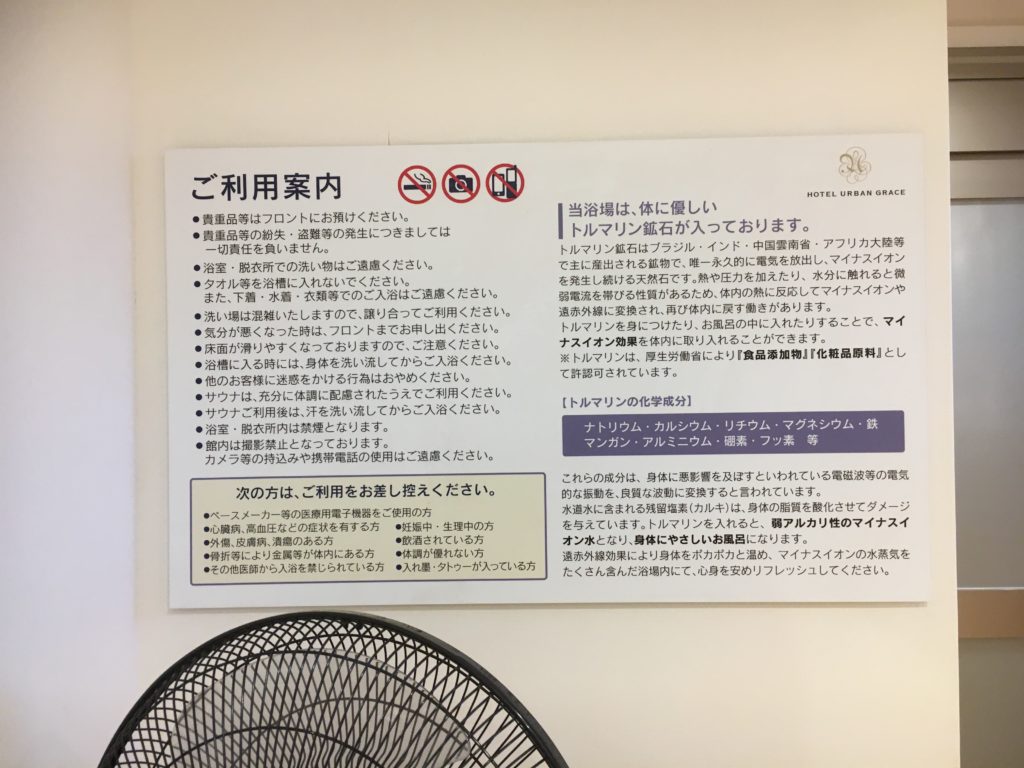 ご利用案内
●貴重品等はフロントにお預けください。
●貴重品等の紛失・盗難等の発生につきましては
一切責任を負いません。
●浴室・脱衣所での洗い物はご遠慮ください。
●タオル等を浴槽に入れないでください。
また、下着・水着・衣類等でのご入浴はご遠慮ください。
●洗い場は混雑いたしますので、譲り合ってご利用ください。
●気分が悪くなった時は、フロントまでお申し出ください。
●床面が滑りやすくなっておりますので、ご注意ください。
●浴槽に入る時には、身体を洗い流してからご入浴ください。
●他のお客様に迷惑をかける行為はおやめください。
●サウナは、充分に体調に配慮されたうえでご利用ください。
●サウナご利用後は、汗を洗い流してからご入浴ください。
●浴室・脱衣所内は禁煙となります。
●館内は撮影禁止となっております。
カメラ等の持込みや携帯電話の使用はご遠慮ください。
次の方は、ご利用をお差し控えください。
●ペースメーカー等の医療用電子機器をご使用の方
●心臓病、高血圧などの症状を有する方 ●妊娠中・生理中の方
●外傷、皮膚病、潰瘍のある方 ●飲酒されている方
●骨折等により金属等が体内にある方 ●体調が優れない方
●その他医師から入浴を禁じられている方 ●入れ墨・タトゥーが入っている方
HOTEL URBAN GRACE
当浴場は、体に優しい
トルマリン鉱石が入っております。
トルマリン鉱石はブラジル・インド・中国雲南省・アフリカ大陸等
で主に産出される鉱物で、唯一永久的に電気を放出し、マイナスイオン
を発生し続ける天然石です。熱や圧力を加えたり、水分に触れると微
弱電流を帯びる性質があるため、体内の熱に反応してマイナスイオンや
遠赤外線に変換され、再び体内に戻す働きがあります。
トルマリンを身につけたり、お風呂の中に入れたりすることで、マイ
ナスイオン効果を体内に取り入れることができます。
※トルマリンは、厚生労働省により『食品添加物』『化粧品原料』とし
て許認可されています。
【トルマリンの化学成分】
ナトリウム・カルシウム・リチウム・マグネシウム・鉄
マンガン・アルミニウム・硼素・フッ素 等
これらの成分は、身体に悪影響を及ぼすといわれている電磁波等の電気
的な振動を、良質な波動に変換すると言われています。
水道水に含まれる残留塩素(カルキ)は、身体の脂質を酸化させてダメージ
を与えています。トルマリンを入れると、弱アルカリ性のマイナスイ
オン水となり、身体にやさしいお風呂になります。
遠赤外線効果により身体をポカポカと温め、マイナスイオンの水蒸気を
たくさん含んだ浴場内にて、心身を安めリフレッシュしてください。